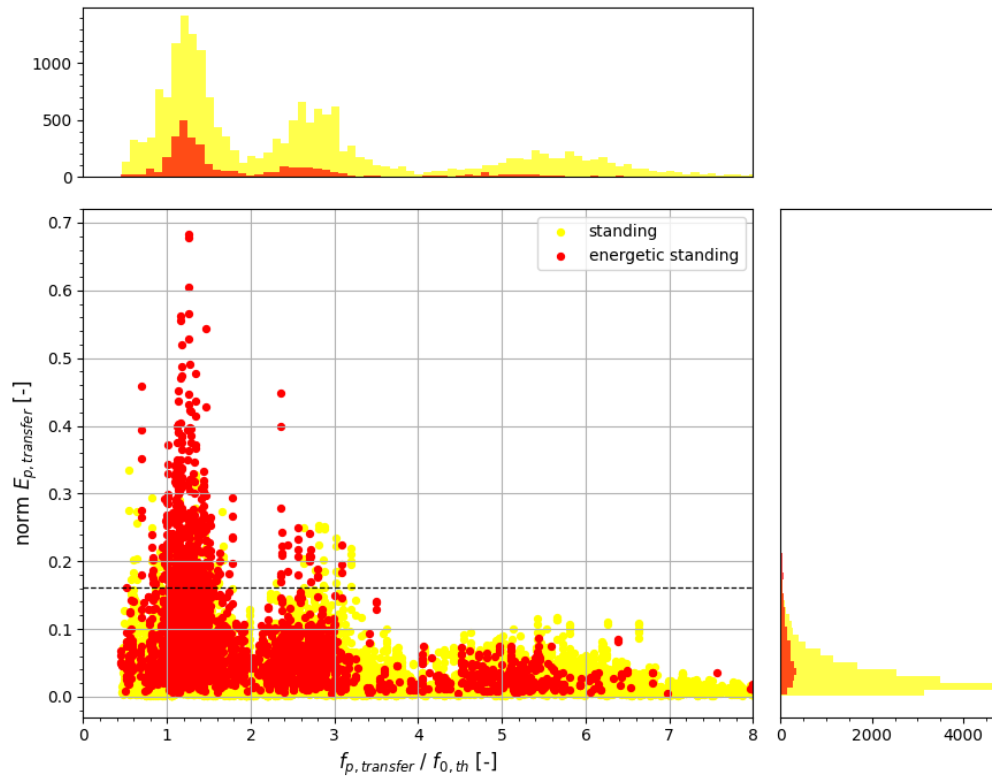 1000
500
0
0.7
0.6
0.5
0.4
0.3
0.2
0.1
0.0
norm E_{p,transfer} [-]
standing
energetic standing
0 1 2 3 4 5 6 7 8
f_{p,transfer} / f_{0,th} [-]
0 2000 4000